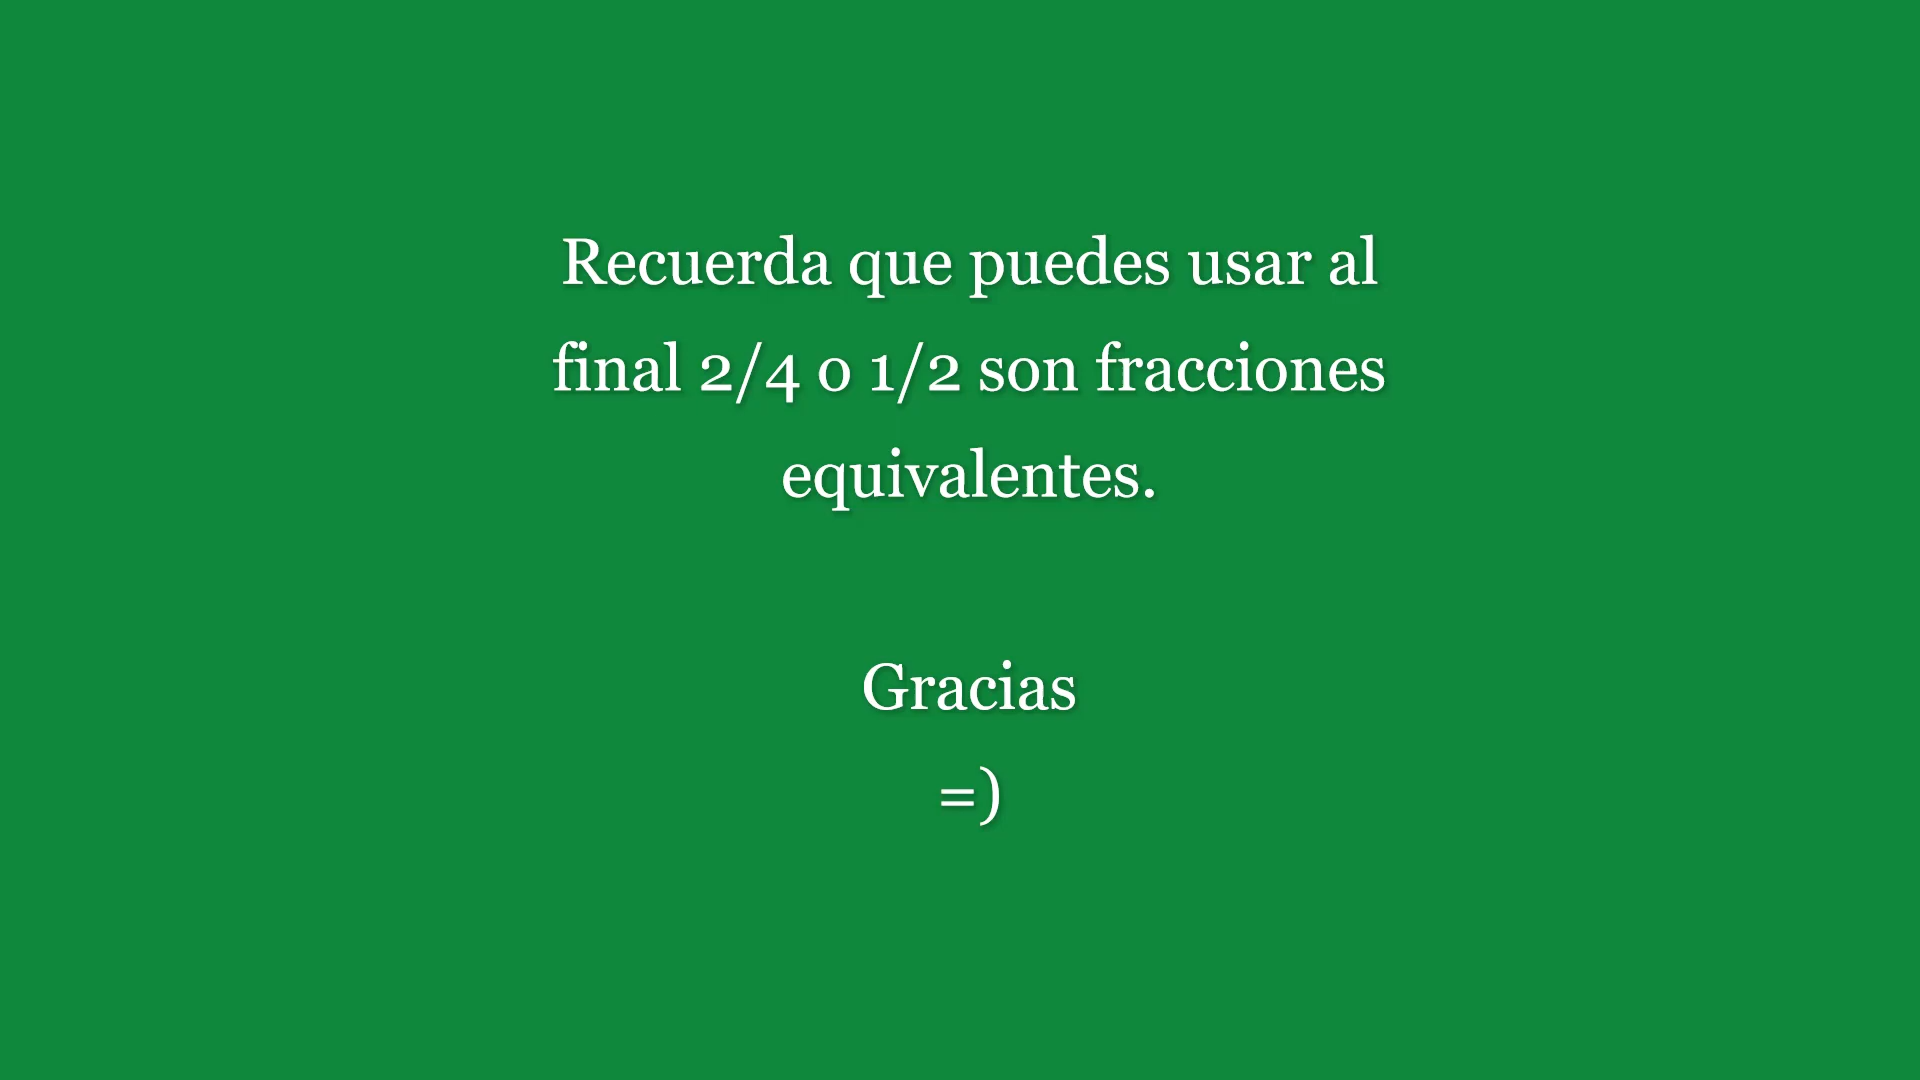 Recuerda que puedes usar al
final 2/4 o 1/2 son fracciones
equivalentes.
Gracias
=)